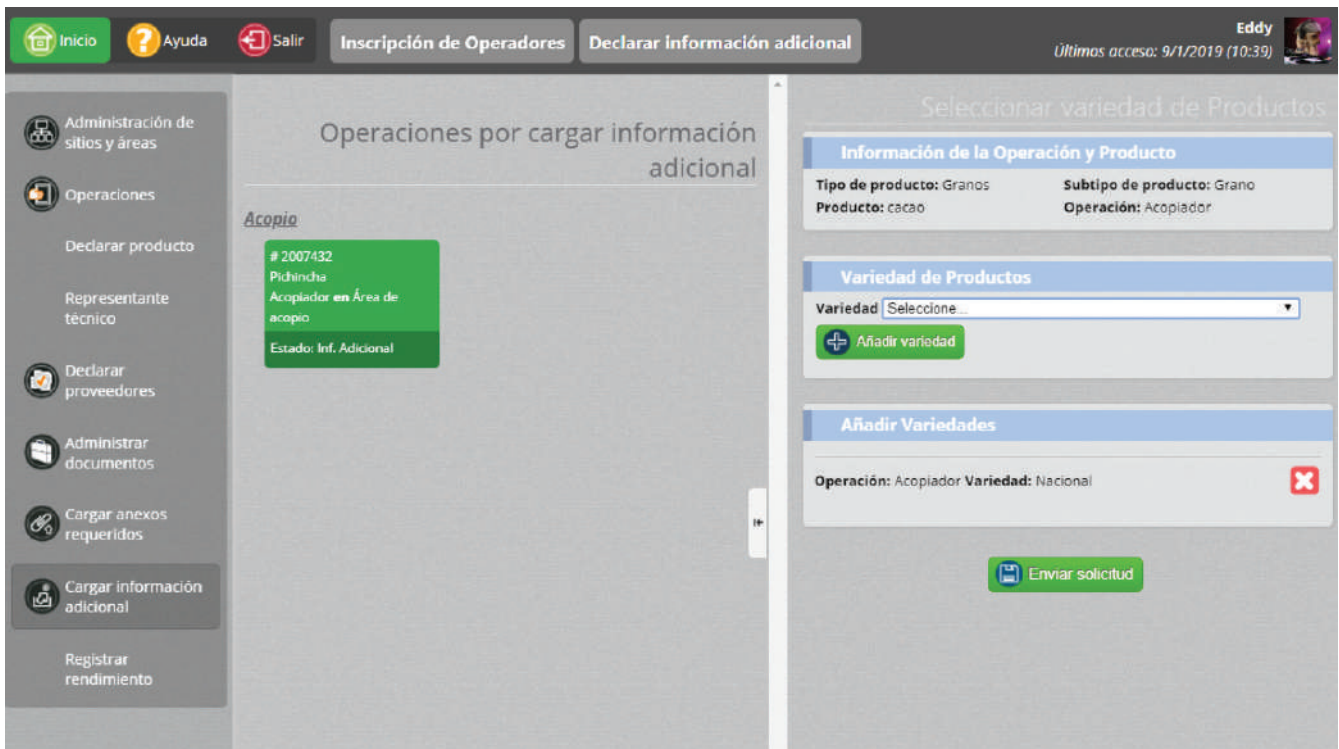 Inicio
Ayuda
Salir
Inscripción de Operadores
Declarar información adicional
Eddy
Últimos acceso: 9/1/2019 (10:39)
Administración de
sitios y áreas
Operaciones
Declarar producto
Representante
técnico
Declarar
proveedores
Administrar
documentos
Cargar anexos
requeridos
Cargar información
adicional
Registrar
rendimiento
Operaciones por cargar información
adicional
Acopio
# 2007432
Pichincha
Acopiador en Área de
acopio
Estado: Inf. Adicional
Seleccionar variedad de Productos
Información de la Operación y Producto
Tipo de producto: Granos Subtipo de producto: Grano
Producto: cacao Operación: Acopiador
Variedad de Productos
Variedad Seleccione...
Añadir variedad
Añadir Variedades
Operación: Acopiador Variedad: Nacional
Enviar solicitud